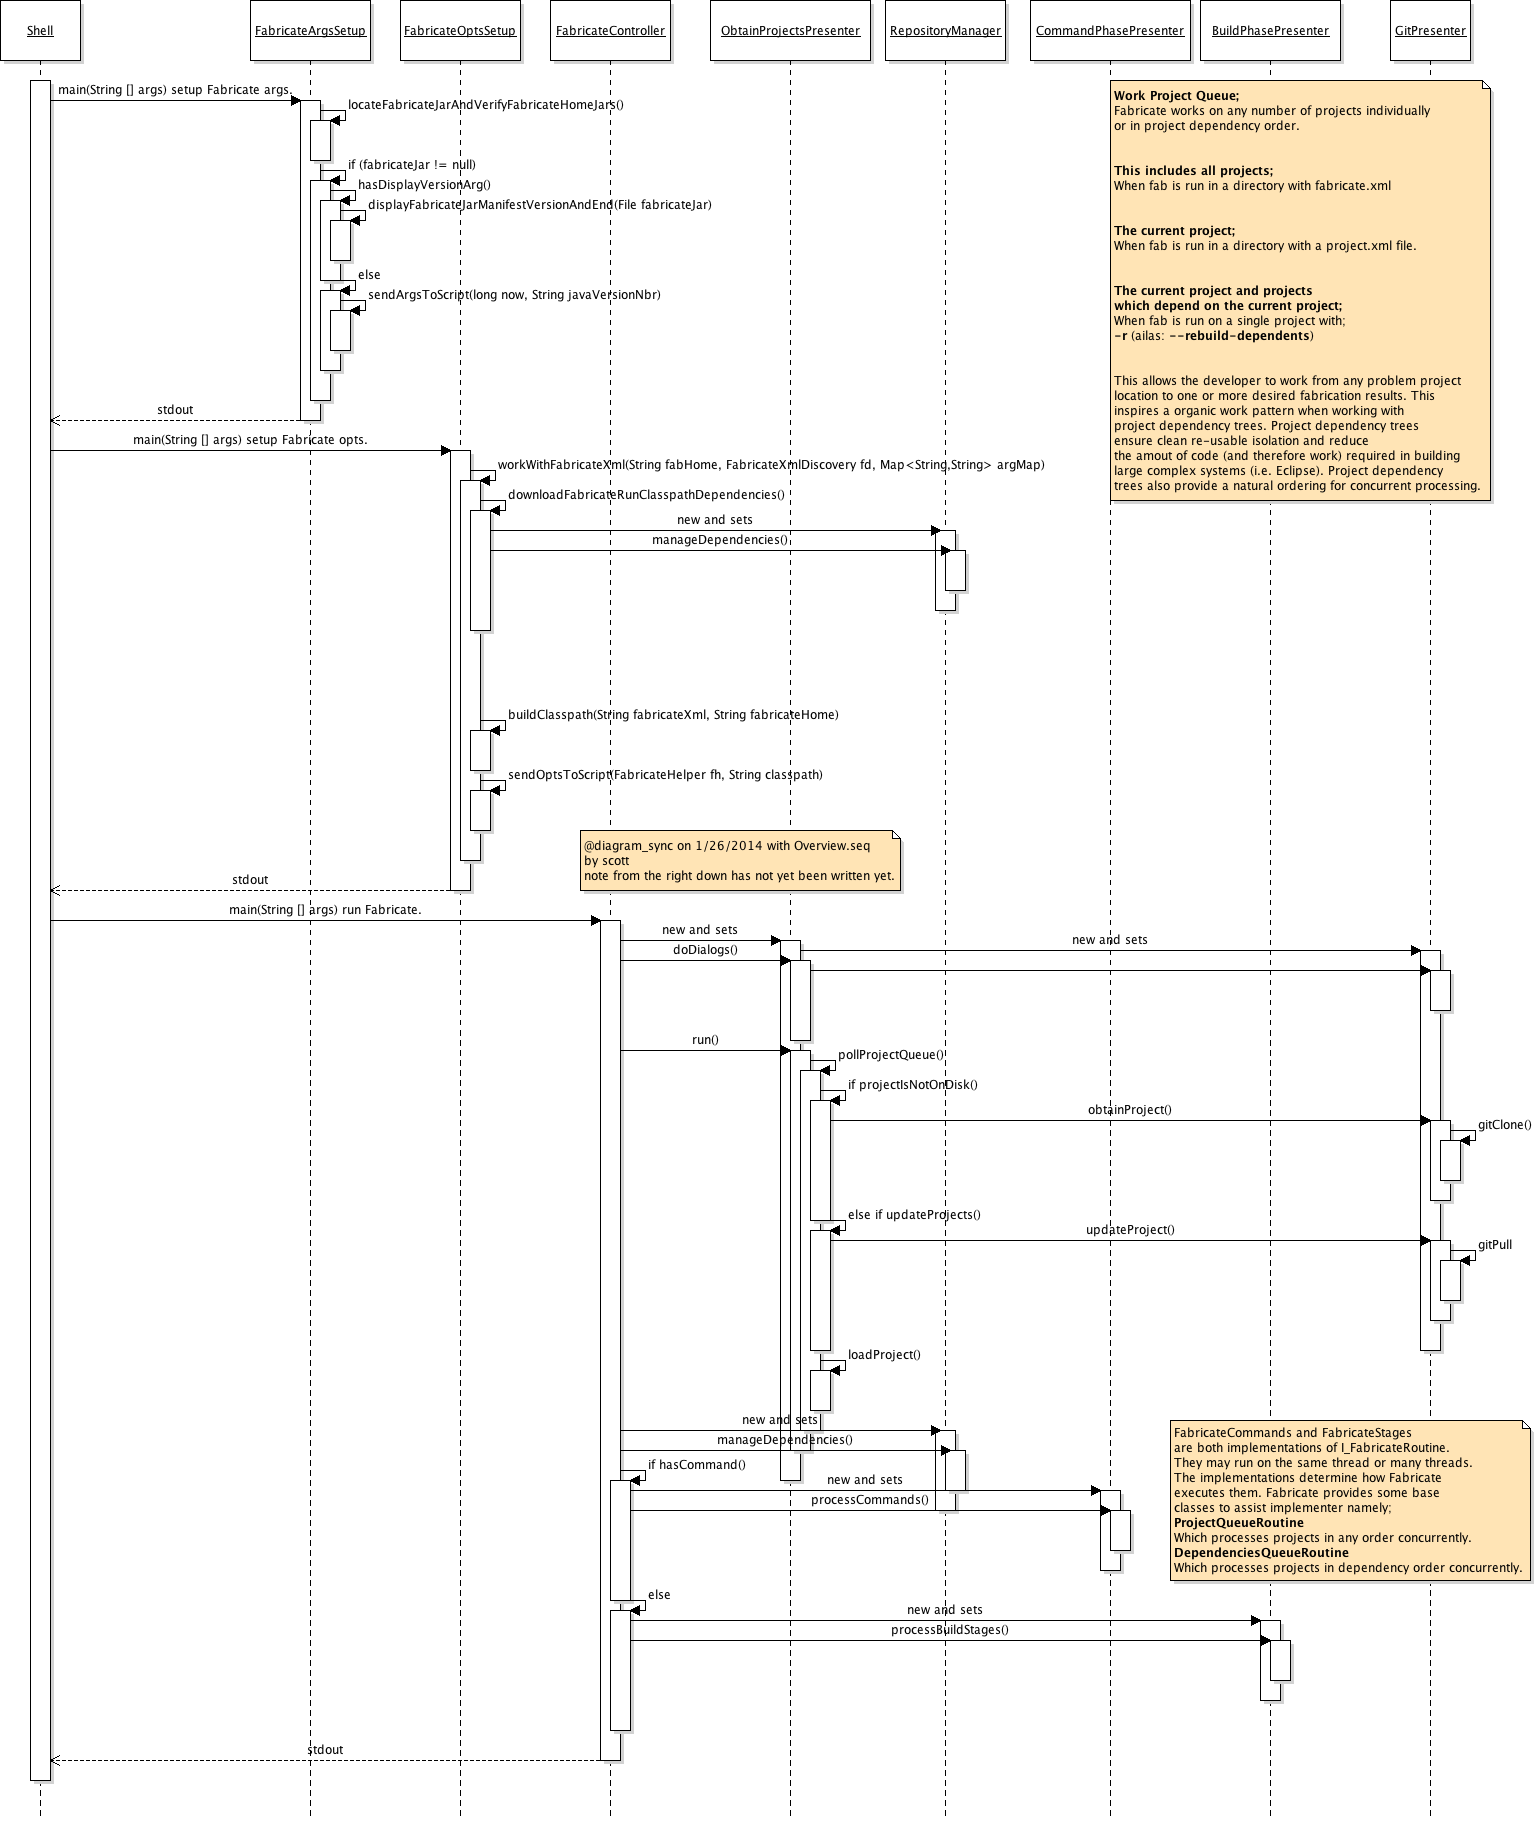 Shell
FabricateArgsSetup
FabricateOptsSetup
FabricateController
ObtainProjectsPresenter
RepositoryManager
CommandPhasePresenter
BuildPhasePresenter
GitPresenter
main(String [] args) setup Fabricate args.
locateFabricateJarAndVerifyFabricateHomeJars()
if (fabricateJar != null)
hasDisplayVersionArg()
displayFabricateJarManifestVersionAndEnd(File fabricateJar)
else
sendArgsToScript(long now, String javaVersionNbr)
stdout
Work Project Queue;
Fabricate works on any number of projects individually
or in project dependency order.
This includes all projects;
When fab is run in a directory with fabricate.xml
The current project;
When fab is run in a directory with a project.xml file.
The current project and projects
which depend on the current project;
When fab is run on a single project with;
-r (ailas: --rebuild-dependents)
This allows the developer to work from any problem project
location to one or more desired fabrication results. This
inspires a organic work pattern when working with
project dependency trees. Project dependency trees
ensure clean re-usable isolation and reduce
the amout of code (and therefore work) required in building
large complex systems (i.e. Eclipse). Project dependency
trees also provide a natural ordering for concurrent processing.
main(String [] args) setup Fabricate opts.
workWithFabricateXml(String fabHome, FabricateXmlDiscovery fd, Map<String,String> argMap)
downloadFabricateRunClasspathDependencies()
new and sets
manageDependencies()
buildClasspath(String fabricateXml, String fabricateHome)
sendOptsToScript(FabricateHelper fh, String classpath)
@diagram_sync on 1/26/2014 with Overview.seq
by scott
note from the right down has not yet been written yet.
stdout
main(String [] args) run Fabricate.
new and sets
new and sets
doDialogs()
run()
pollProjectQueue()
if projectIsNotOnDisk()
obtainProject()
gitClone()
else if updateProjects()
updateProject()
gitPull
loadProject()
new and sets
manageDependencies()
if hasCommand()
new and sets
processCommands()
FabricateCommands and FabricateStages
are both implementations of I_FabricateRoutine.
They may run on the same thread or many threads.
The implementations determine how Fabricate
executes them. Fabricate provides some base
classes to assist implementer namely;
ProjectQueueRoutine
Which processes projects in any order concurrently.
DependenciesQueueRoutine
Which processes projects in dependency order concurrently.
else
new and sets
processBuildStages()
stdout